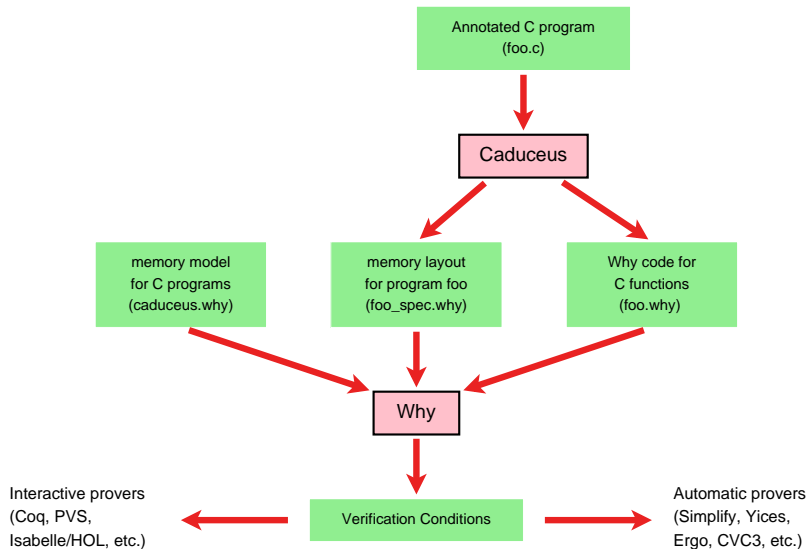 Annotated C program
(foo.c)
Caduceus
memory model
for C programs
(caduceus.why)
memory layout
for program foo
(foo_spec.why)
Why code for
C functions
(foo.why)
Why
Interactive provers
(Coq, PVS,
Isabelle/HOL, etc.)
Verification Conditions
Automatic provers
(Simplify, Yices,
Ergo, CVC3, etc.)